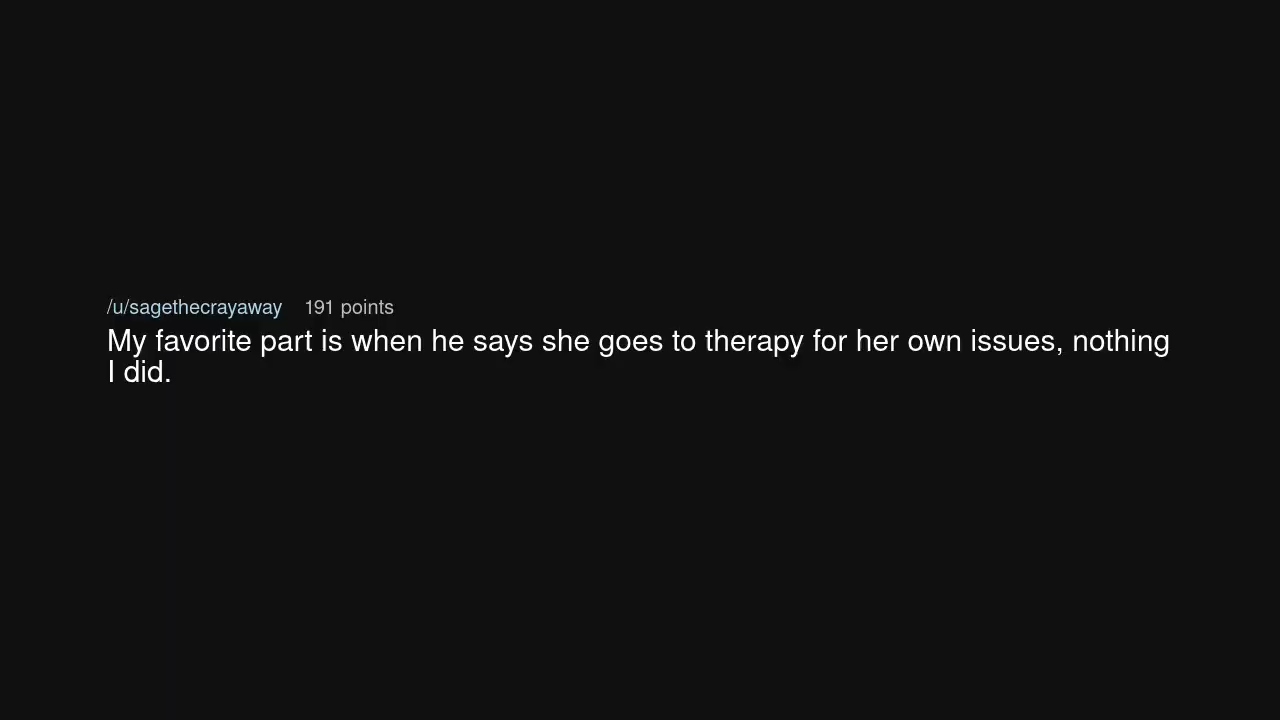 /u/sagethecrayaway 191 points
My favorite part is when he says she goes to therapy for her own issues, nothing
I did.